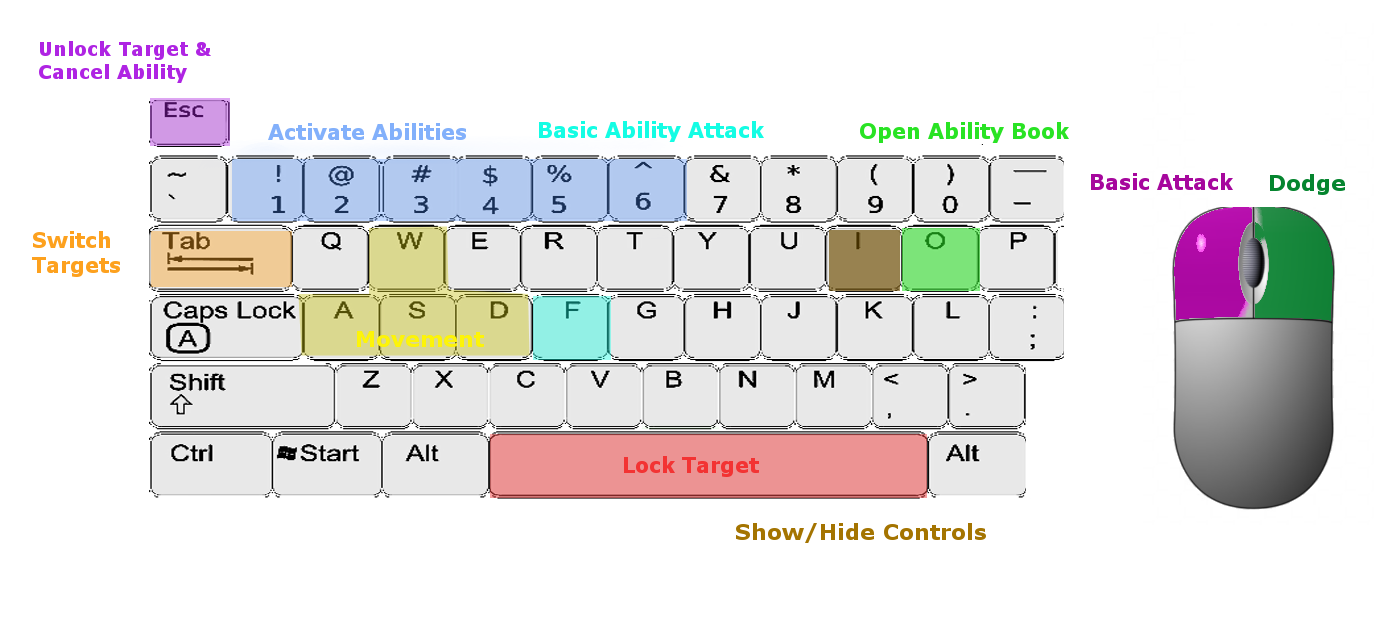 Unlock Target &
Cancel Ability
Esc
Activate Abilities
Basic Ability Attack
Open Ability Book
~ ! @ # $ % ^ & * ( ) —
` 1 2 3 4 5 6 7 8 9 0 –
Basic Attack Dodge
Switch
Targets
Tab Q W E R T Y U I O P
Caps Lock A S D F G H J K L :
A ;
Movement
Shift Z X C V B N M < >
, .
Ctrl Start Alt Lock Target Alt
Show/Hide Controls